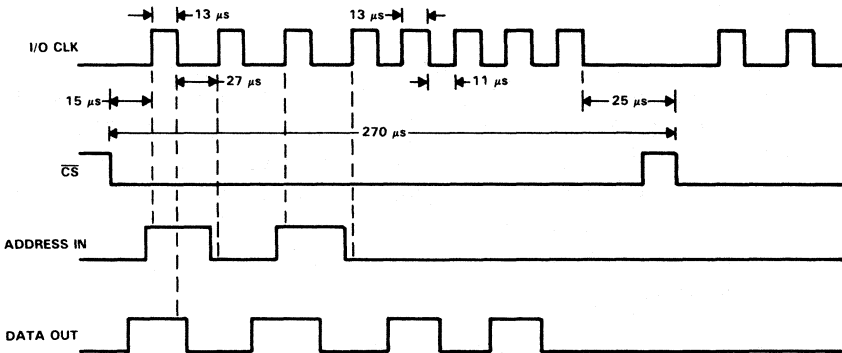 13 µs
13 µs
I/O CLK
27 µs
11 µs
15 µs
25 µs
270 µs
CS
ADDRESS IN
DATA OUT